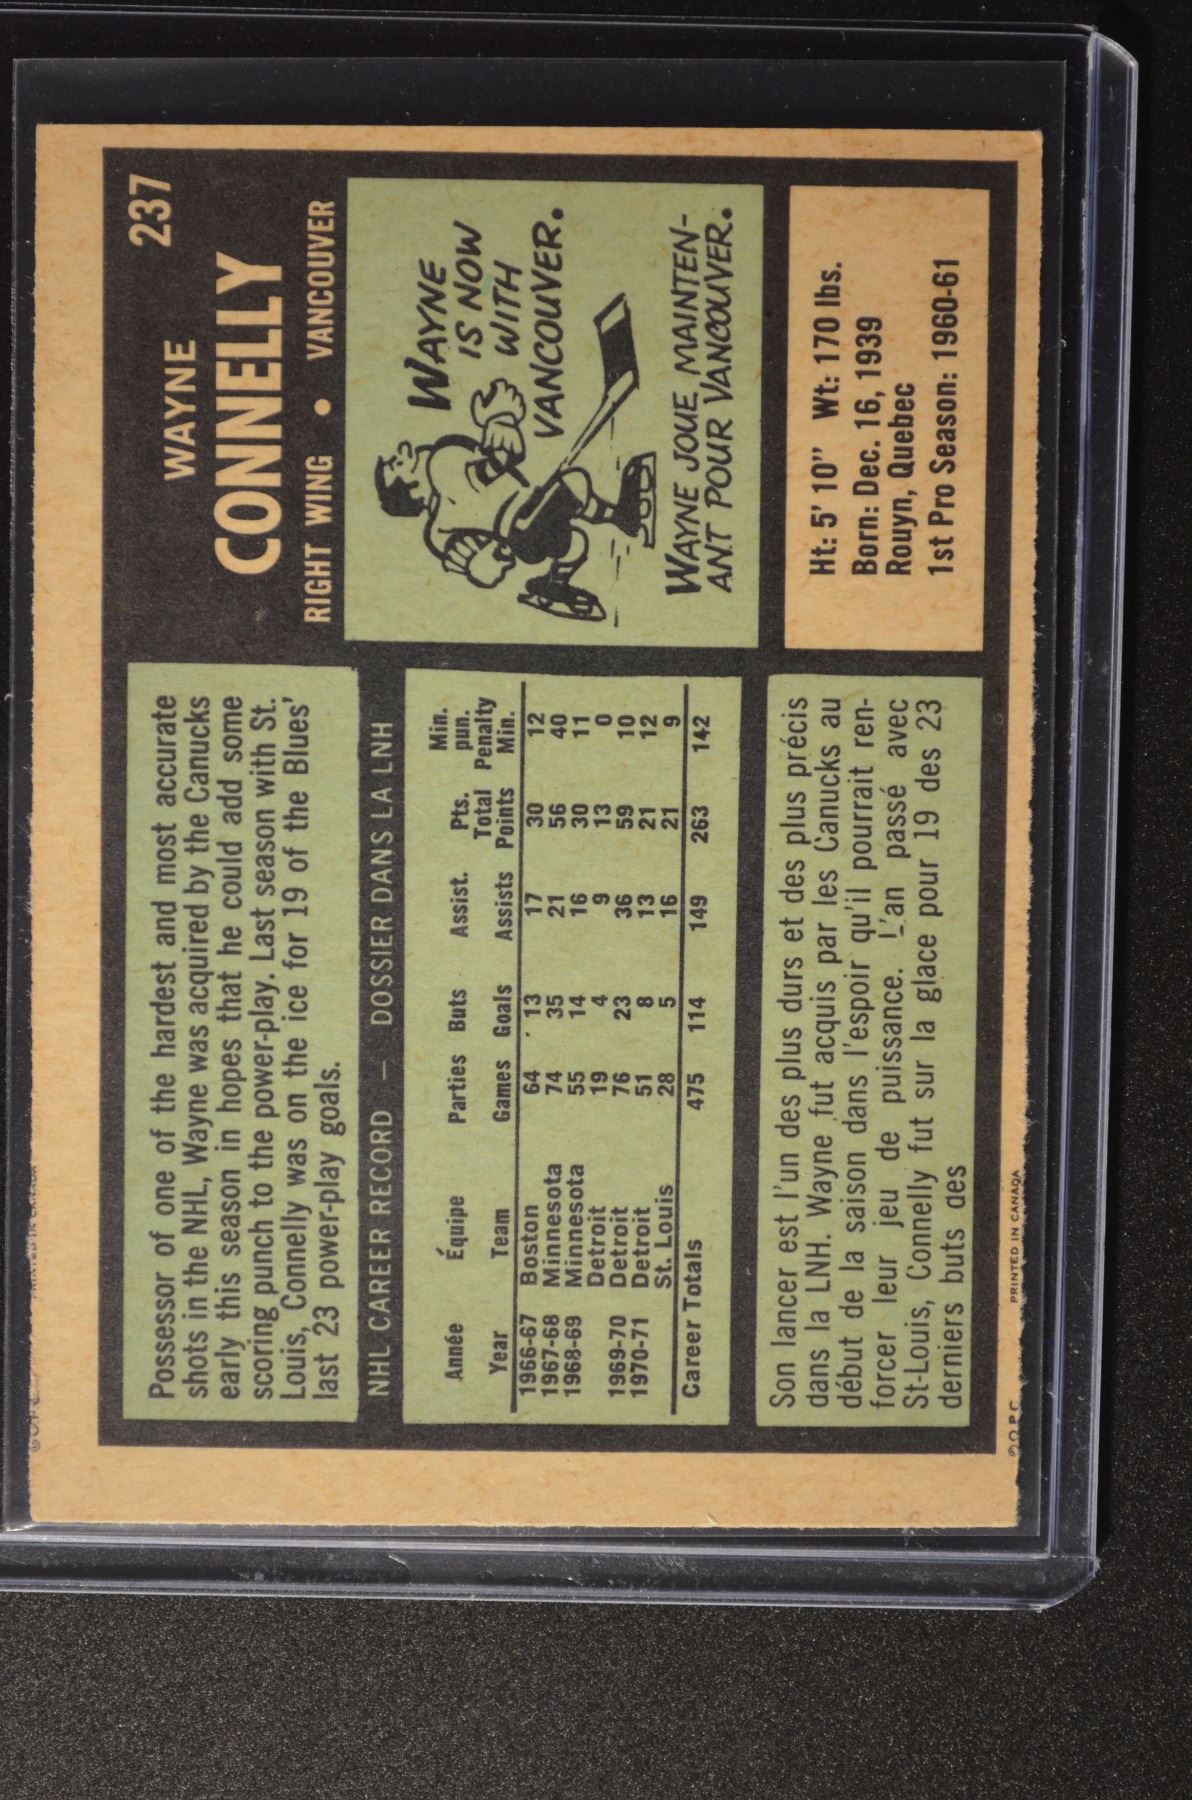 WAYNE
237
CONNELLY
RIGHT WING • VANCOUVER
Possessor of one of the hardest and most accurate
shots in the NHL, Wayne was acquired by the Canucks
early this season in hopes that he could add some
scoring punch to the power-play. Last season with St.
Louis, Connelly was on the ice for 19 of the Blues'
last 23 power-play goals.
WAYNE
IS NOW
WITH
VANCOUVER.
WAYNE JOUE, MAINTEN-
ANT POUR VANCOUVER.
NHL CAREER RECORD — DOSSIER DANS LA LNH
Année Équipe Parties Buts Assist. Pts. Total Min. pun. Penalty
Year Team Games Goals Assists Points Min.
1966-67 Boston 64 13 17 30 12
1967-68 Minnesota 74 35 21 56 40
1968-69 Minnesota 55 14 16 30 11
Detroit 19 4 9 13 0
1969-70 Detroit 76 23 36 59 10
1970-71 Detroit 51 8 13 21 12
St. Louis 28 5 16 21 9
Career Totals 475 114 149 263 142
Ht: 5' 10" Wt: 170 lbs.
Born: Dec. 16, 1939
Rouyn, Quebec
1st Pro Season: 1960-61
Son lancer est l'un des plus durs et des plus précis
dans la LNH. Wayne fut acquis par les Canucks au
début de la saison dans l'espoir qu'il pourrait ren-
forcer leur jeu de puissance. L'an passé avec
St-Louis, Connelly fut sur la glace pour 19 des 23
derniers buts des
©O.P.C. PRINTED IN CANADA